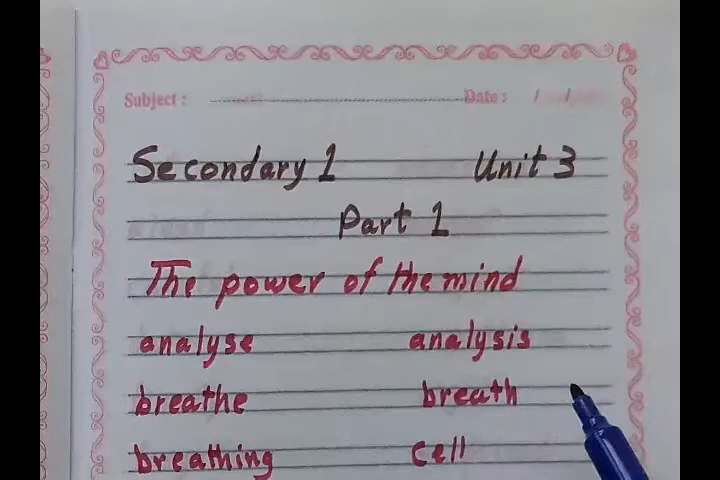 Subject : Date : / /
Secondary 1 Unit 3
Part 1
The power of the mind
analyse analysis
breathe breath
breathing cell